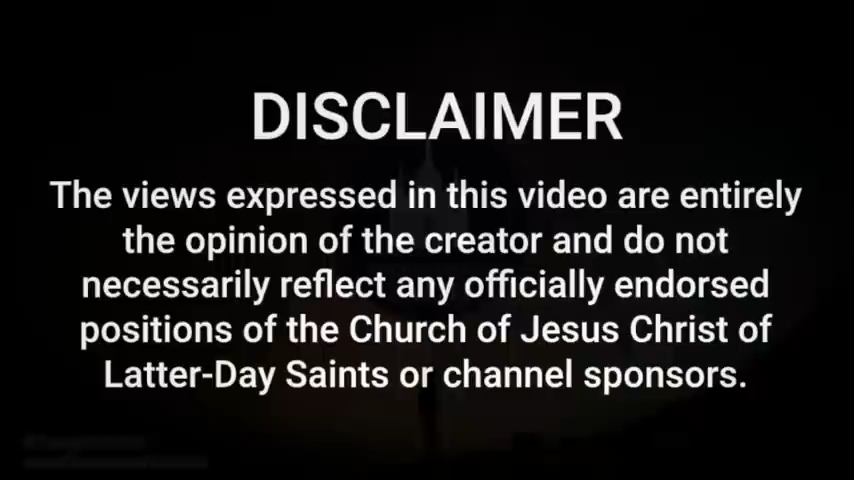 DISCLAIMER
The views expressed in this video are entirely
the opinion of the creator and do not
necessarily reflect any officially endorsed
positions of the Church of Jesus Christ of
Latter-Day Saints or channel sponsors.